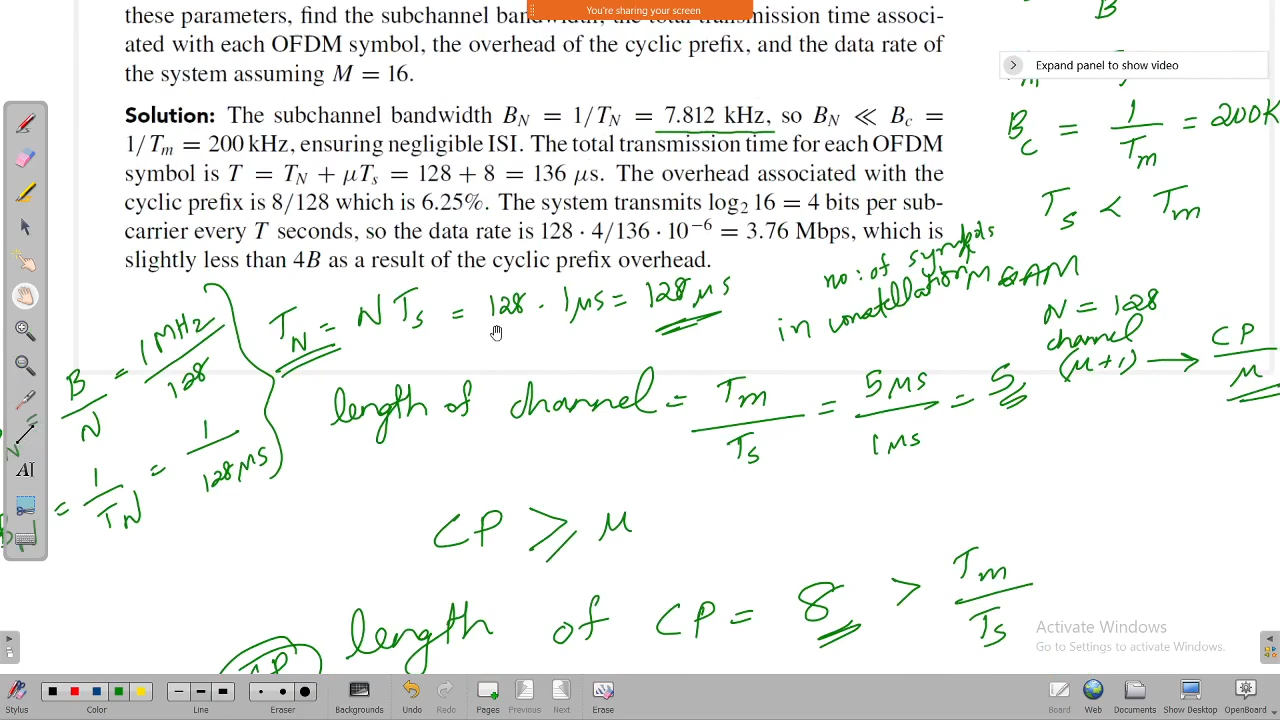 You're sharing your screen
these parameters, find the subchannel bandwidth, the total transmission time associ-
ated with each OFDM symbol, the overhead of the cyclic prefix, and the data rate of
the system assuming M = 16.
Solution: The subchannel bandwidth B_N = 1/T_N = 7.812 kHz, so B_N ≪ B_c =
1/T_m = 200 kHz, ensuring negligible ISI. The total transmission time for each OFDM
symbol is T = T_N + μT_s = 128 + 8 = 136 μs. The overhead associated with the
cyclic prefix is 8/128 which is 6.25%. The system transmits log₂ 16 = 4 bits per sub-
carrier every T seconds, so the data rate is 128 · 4/136 · 10⁻⁶ = 3.76 Mbps, which is
slightly less than 4B as a result of the cyclic prefix overhead.
B
Expand panel to show video
B_c = 1/T_m = 200K
T_s < T_m
no: of symbols
in constellation M QAM
N = 128
channel
(μ+1) → CP/μ
T_N = N T_s = 128 · 1μs = 128 μs
B/N = 1 MHz/128
= 1/T_N = 1/128 μs
length of channel = T_m/T_s = 5 μs/1 μs = 5
CP ⩾ μ
length of CP = 8 > T_m/T_s
CP
Activate Windows
Go to Settings to activate Windows.
Stylus
Color
Line
Eraser
Backgrounds
Undo
Redo
Pages
Previous
Next
Erase
Board
Web
Documents
Show Desktop
OpenBoard